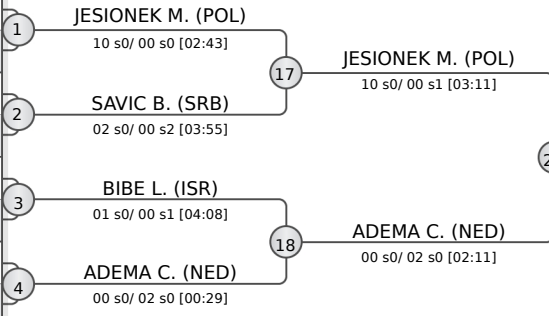 1
JESIONEK M. (POL)
10 s0/ 00 s0 [02:43]
17
JESIONEK M. (POL)
10 s0/ 00 s1 [03:11]
2
SAVIC B. (SRB)
02 s0/ 00 s2 [03:55]
3
BIBE L. (ISR)
01 s0/ 00 s1 [04:08]
18
ADEMA C. (NED)
00 s0/ 02 s0 [02:11]
4
ADEMA C. (NED)
00 s0/ 02 s0 [00:29]